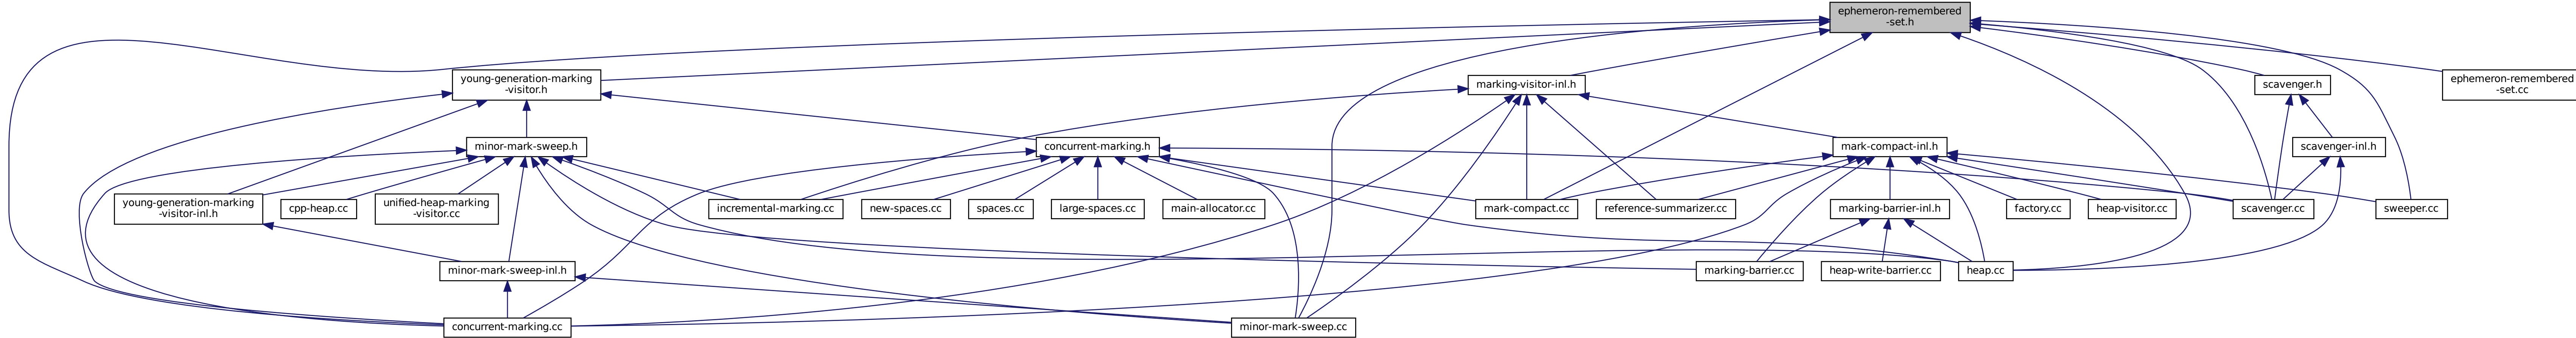 ephemeron-remembered
-set.h
young-generation-marking
-visitor.h
marking-visitor-inl.h
scavenger.h
ephemeron-remembered
-set.cc
minor-mark-sweep.h
concurrent-marking.h
mark-compact-inl.h
scavenger-inl.h
young-generation-marking
-visitor-inl.h
cpp-heap.cc
unified-heap-marking
-visitor.cc
incremental-marking.cc
new-spaces.cc
spaces.cc
large-spaces.cc
main-allocator.cc
mark-compact.cc
reference-summarizer.cc
marking-barrier-inl.h
factory.cc
heap-visitor.cc
scavenger.cc
sweeper.cc
minor-mark-sweep-inl.h
marking-barrier.cc
heap-write-barrier.cc
heap.cc
concurrent-marking.cc
minor-mark-sweep.cc